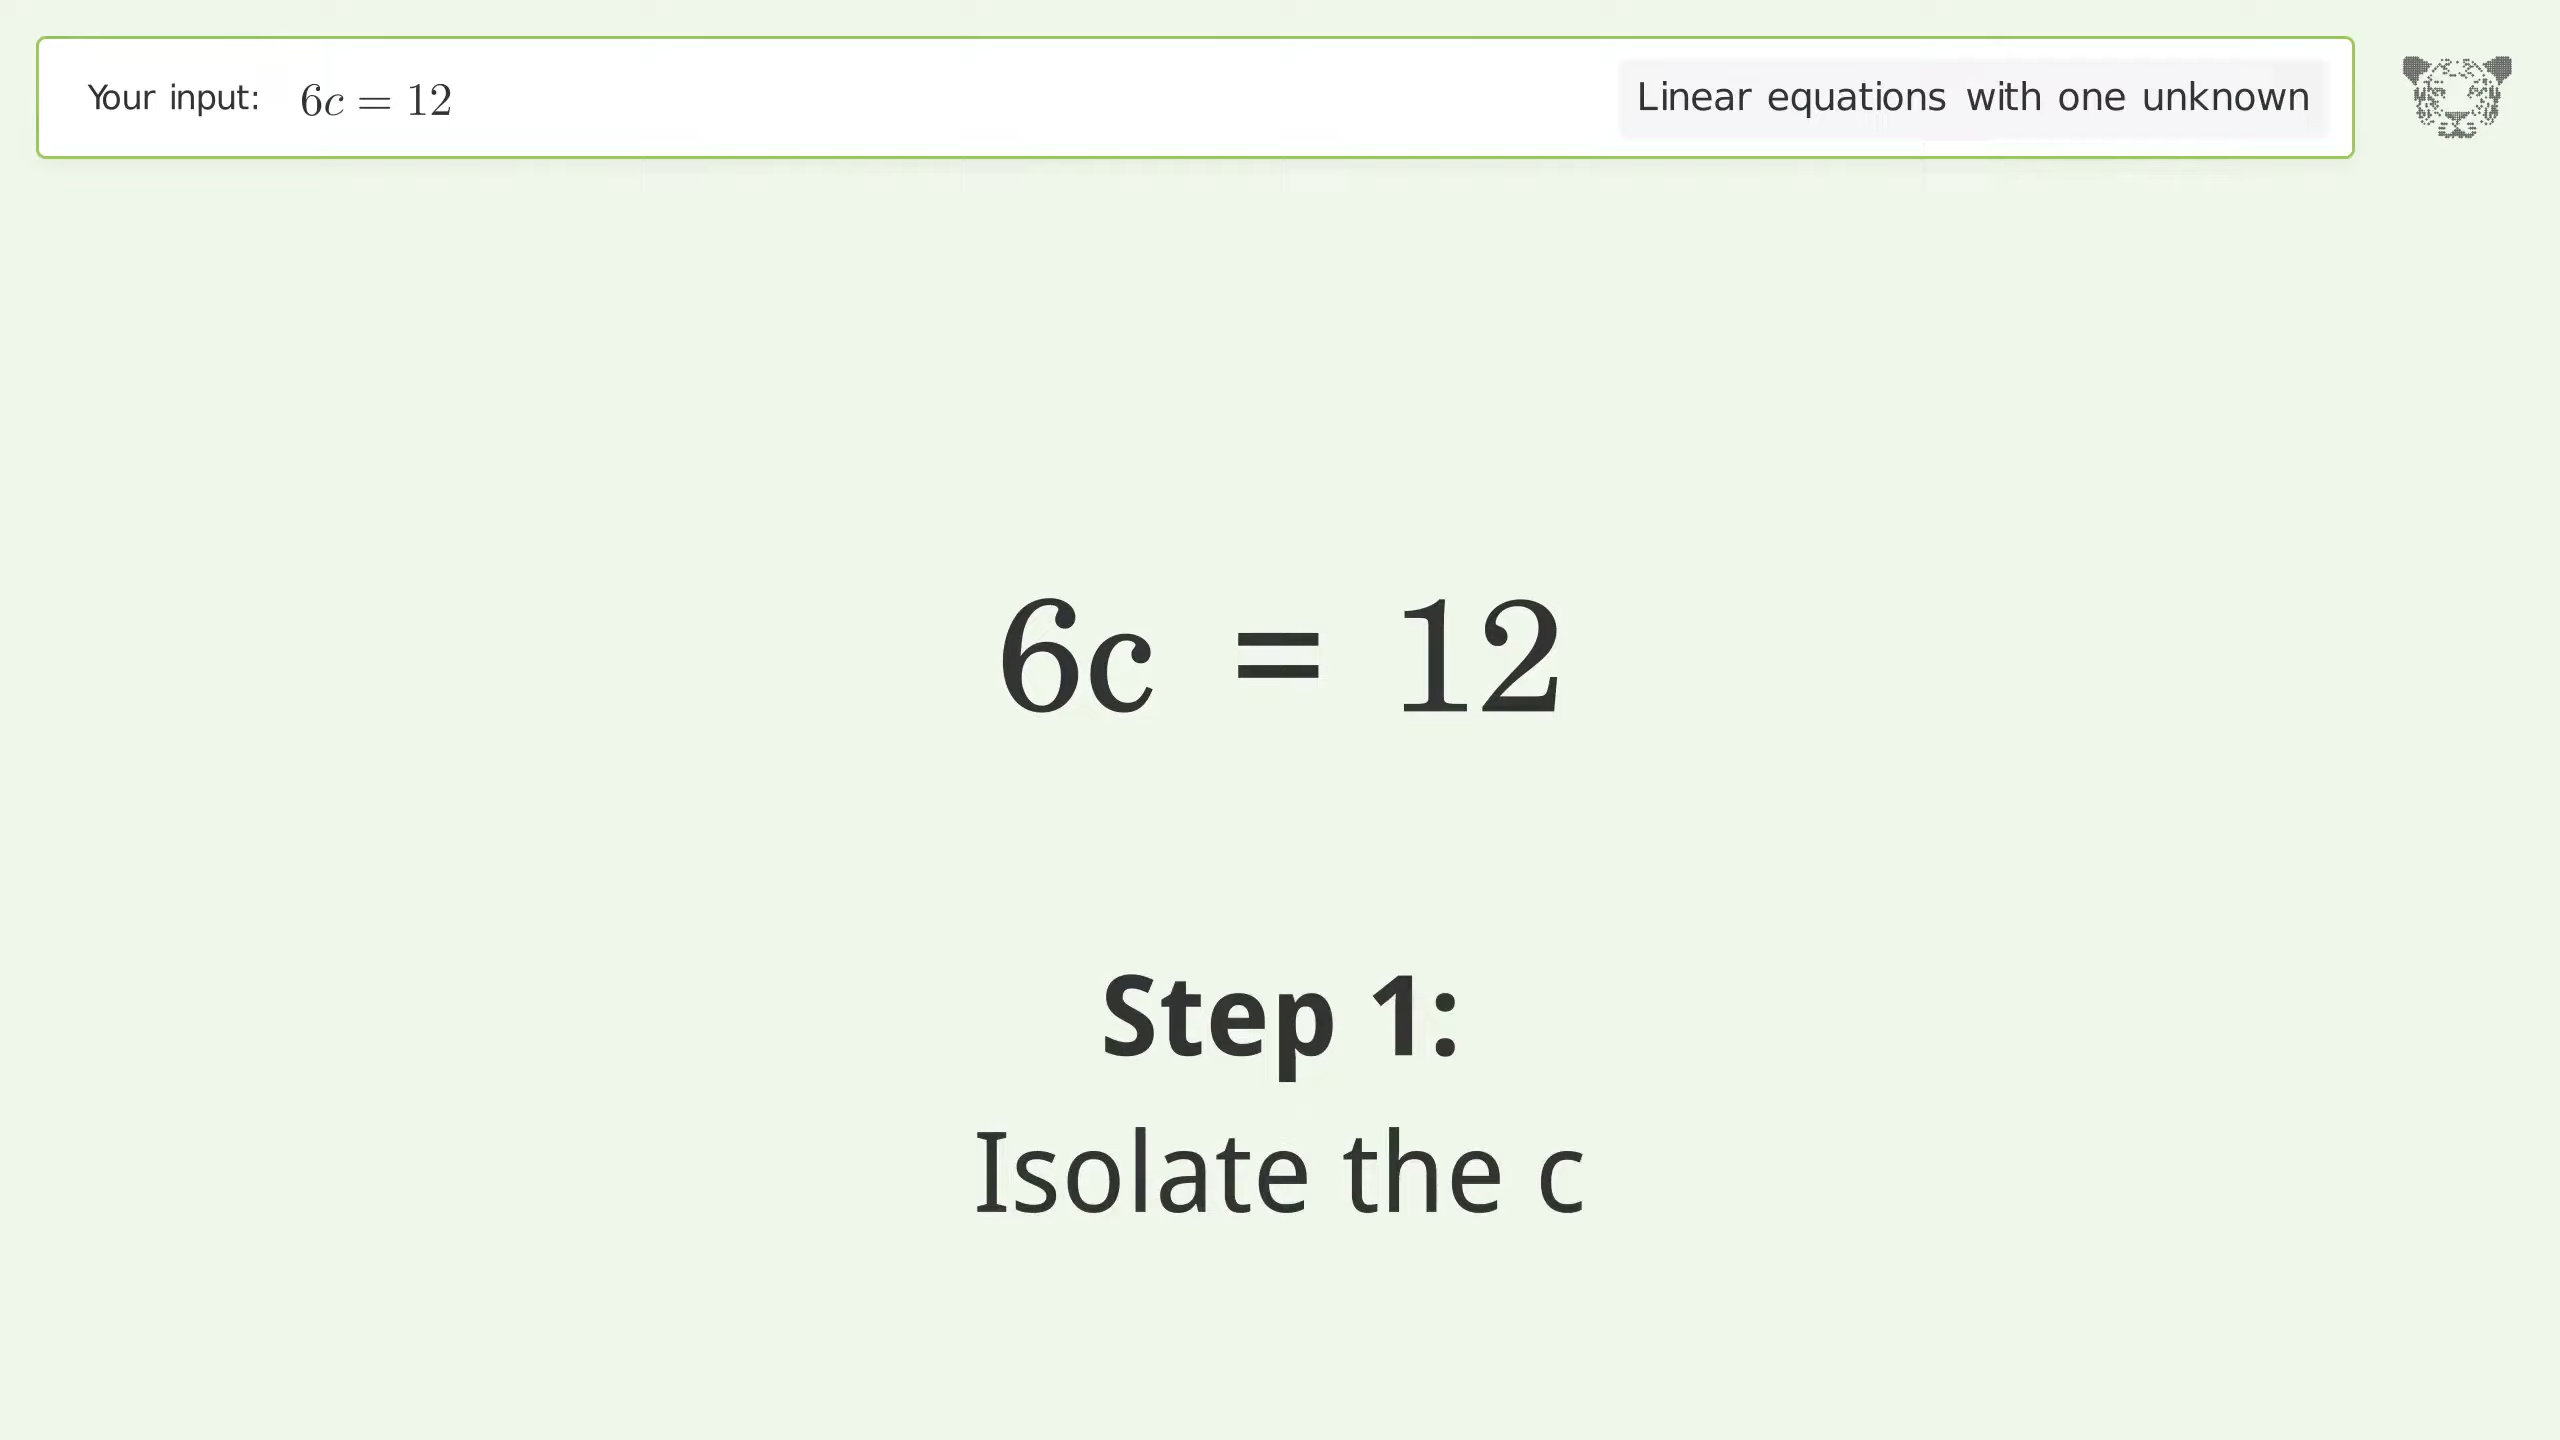 Your input: 6c = 12
Linear equations with one unknown
6c = 12
Step 1:
Isolate the c